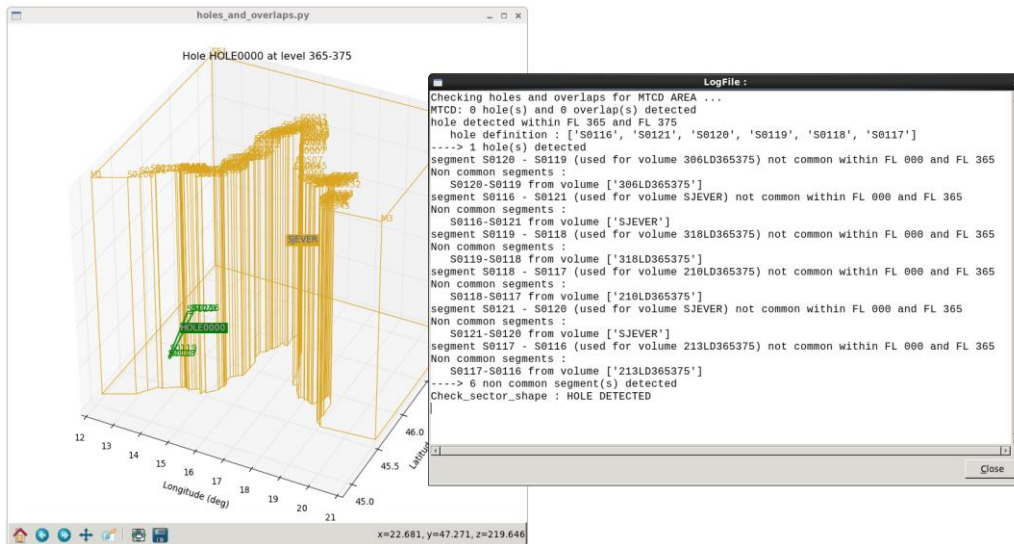 holes_and_overlaps.py
Hole HOLE0000 at level 365-375
M3
SJEVER
HOLE0000
12
13
14
15
16
17
18
19
20
21
Longitude (deg)
45.0
45.5
46.0
x=22.681, y=47.271, z=219.646
LogFile :
Checking holes and overlaps for MTCD AREA ...
MTCD: 0 hole(s) and 0 overlap(s) detected
hole detected within FL 365 and FL 375
hole definition : ['S0116', 'S0121', 'S0120', 'S0119', 'S0118', 'S0117']
----> 1 hole(s) detected
segment S0120 - S0119 (used for volume 306LD365375) not common within FL 000 and FL 365
Non common segments :
S0120-S0119 from volume ['306LD365375']
segment S0116 - S0121 (used for volume SJEVER) not common within FL 000 and FL 365
Non common segments :
S0116-S0121 from volume ['SJEVER']
segment S0119 - S0118 (used for volume 318LD365375) not common within FL 000 and FL 365
Non common segments :
S0119-S0118 from volume ['318LD365375']
segment S0118 - S0117 (used for volume 210LD365375) not common within FL 000 and FL 365
Non common segments :
S0118-S0117 from volume ['210LD365375']
segment S0121 - S0120 (used for volume SJEVER) not common within FL 000 and FL 365
Non common segments :
S0121-S0120 from volume ['SJEVER']
segment S0117 - S0116 (used for volume 213LD365375) not common within FL 000 and FL 365
Non common segments :
S0117-S0116 from volume ['213LD365375']
----> 6 non common segment(s) detected
Check_sector_shape : HOLE DETECTED
Close